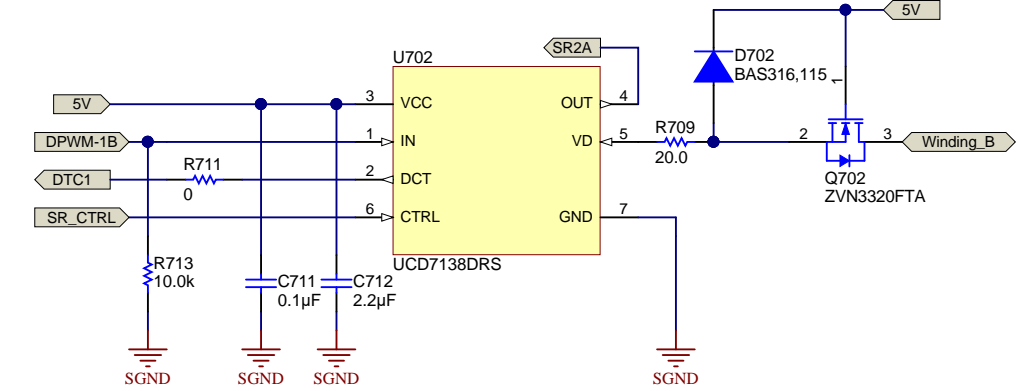 5V
SR2A
D702
BAS316,115
1
U702
5V
3
VCC
OUT
4
DPWM-1B
1
IN
VD
5
R709
20.0
2
3
Winding_B
Q702
ZVN3320FTA
DTC1
R711
0
2
DCT
SR_CTRL
6
CTRL
GND
7
UCD7138DRS
R713
10.0k
C711
0.1µF
C712
2.2µF
SGND
SGND
SGND
SGND